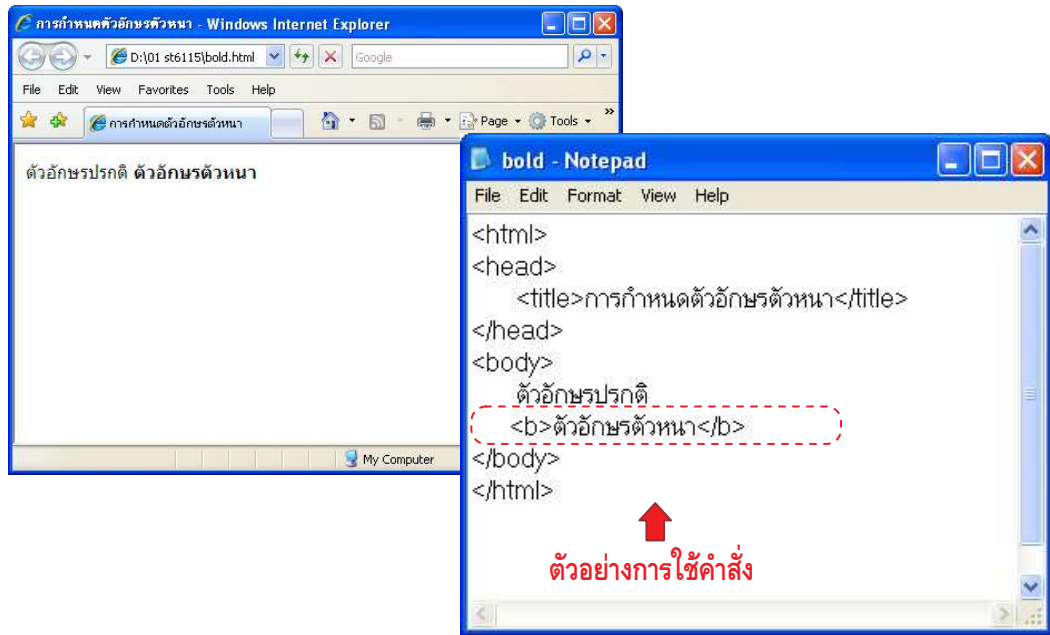 การกำหนดตัวอักษรตัวหนา - Windows Internet Explorer
D:\01 st6115\bold.html Google
File Edit View Favorites Tools Help
การกำหนดตัวอักษรตัวหนา Page Tools »
ตัวอักษรปรกติ ตัวอักษรตัวหนา
My Computer
bold - Notepad
File Edit Format View Help
<html>
<head>
<title>การกำหนดตัวอักษรตัวหนา</title>
</head>
<body>
ตัวอักษรปรกติ
<b>ตัวอักษรตัวหนา</b>
</body>
</html>
ตัวอย่างการใช้คำสั่ง